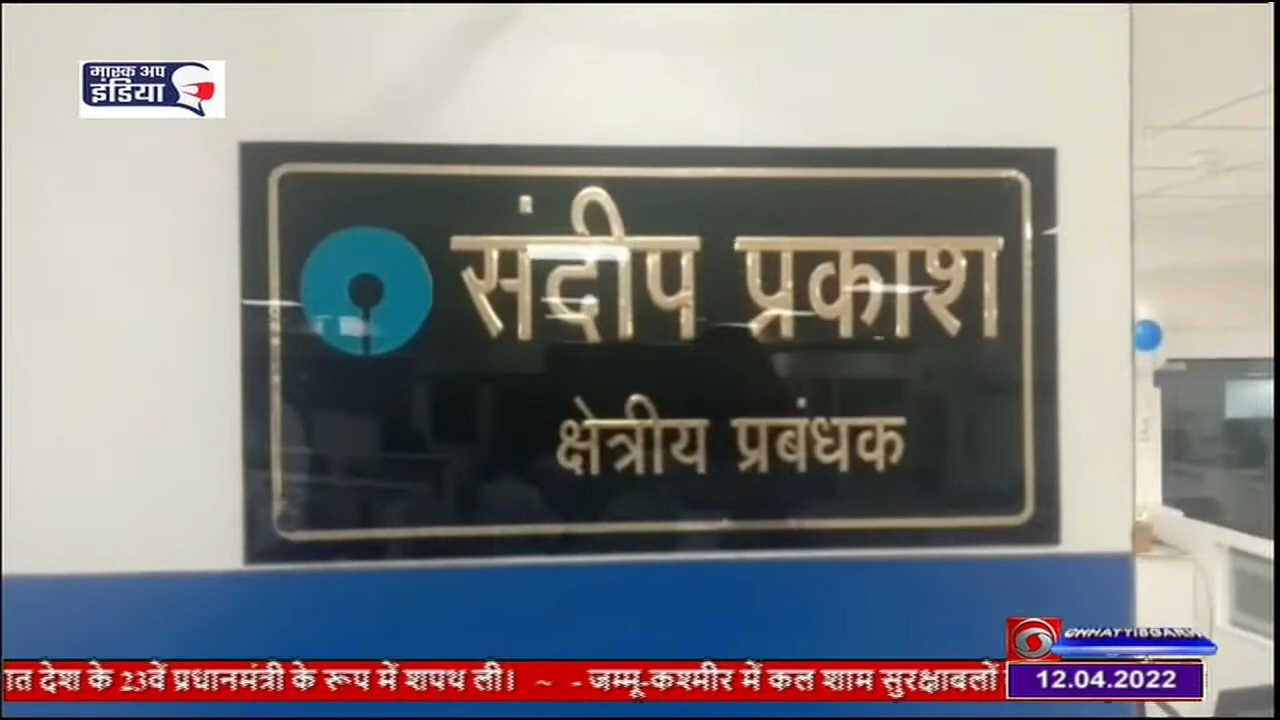 मास्क अप
इंडिया
संदीप प्रकाश
क्षेत्रीय प्रबंधक
CHHATTISGARH
त देश के 23वें प्रधानमंत्री के रूप में शपथ ली। ~ - जम्मू-कश्मीर में कल शाम सुरक्षाबलों
12.04.2022